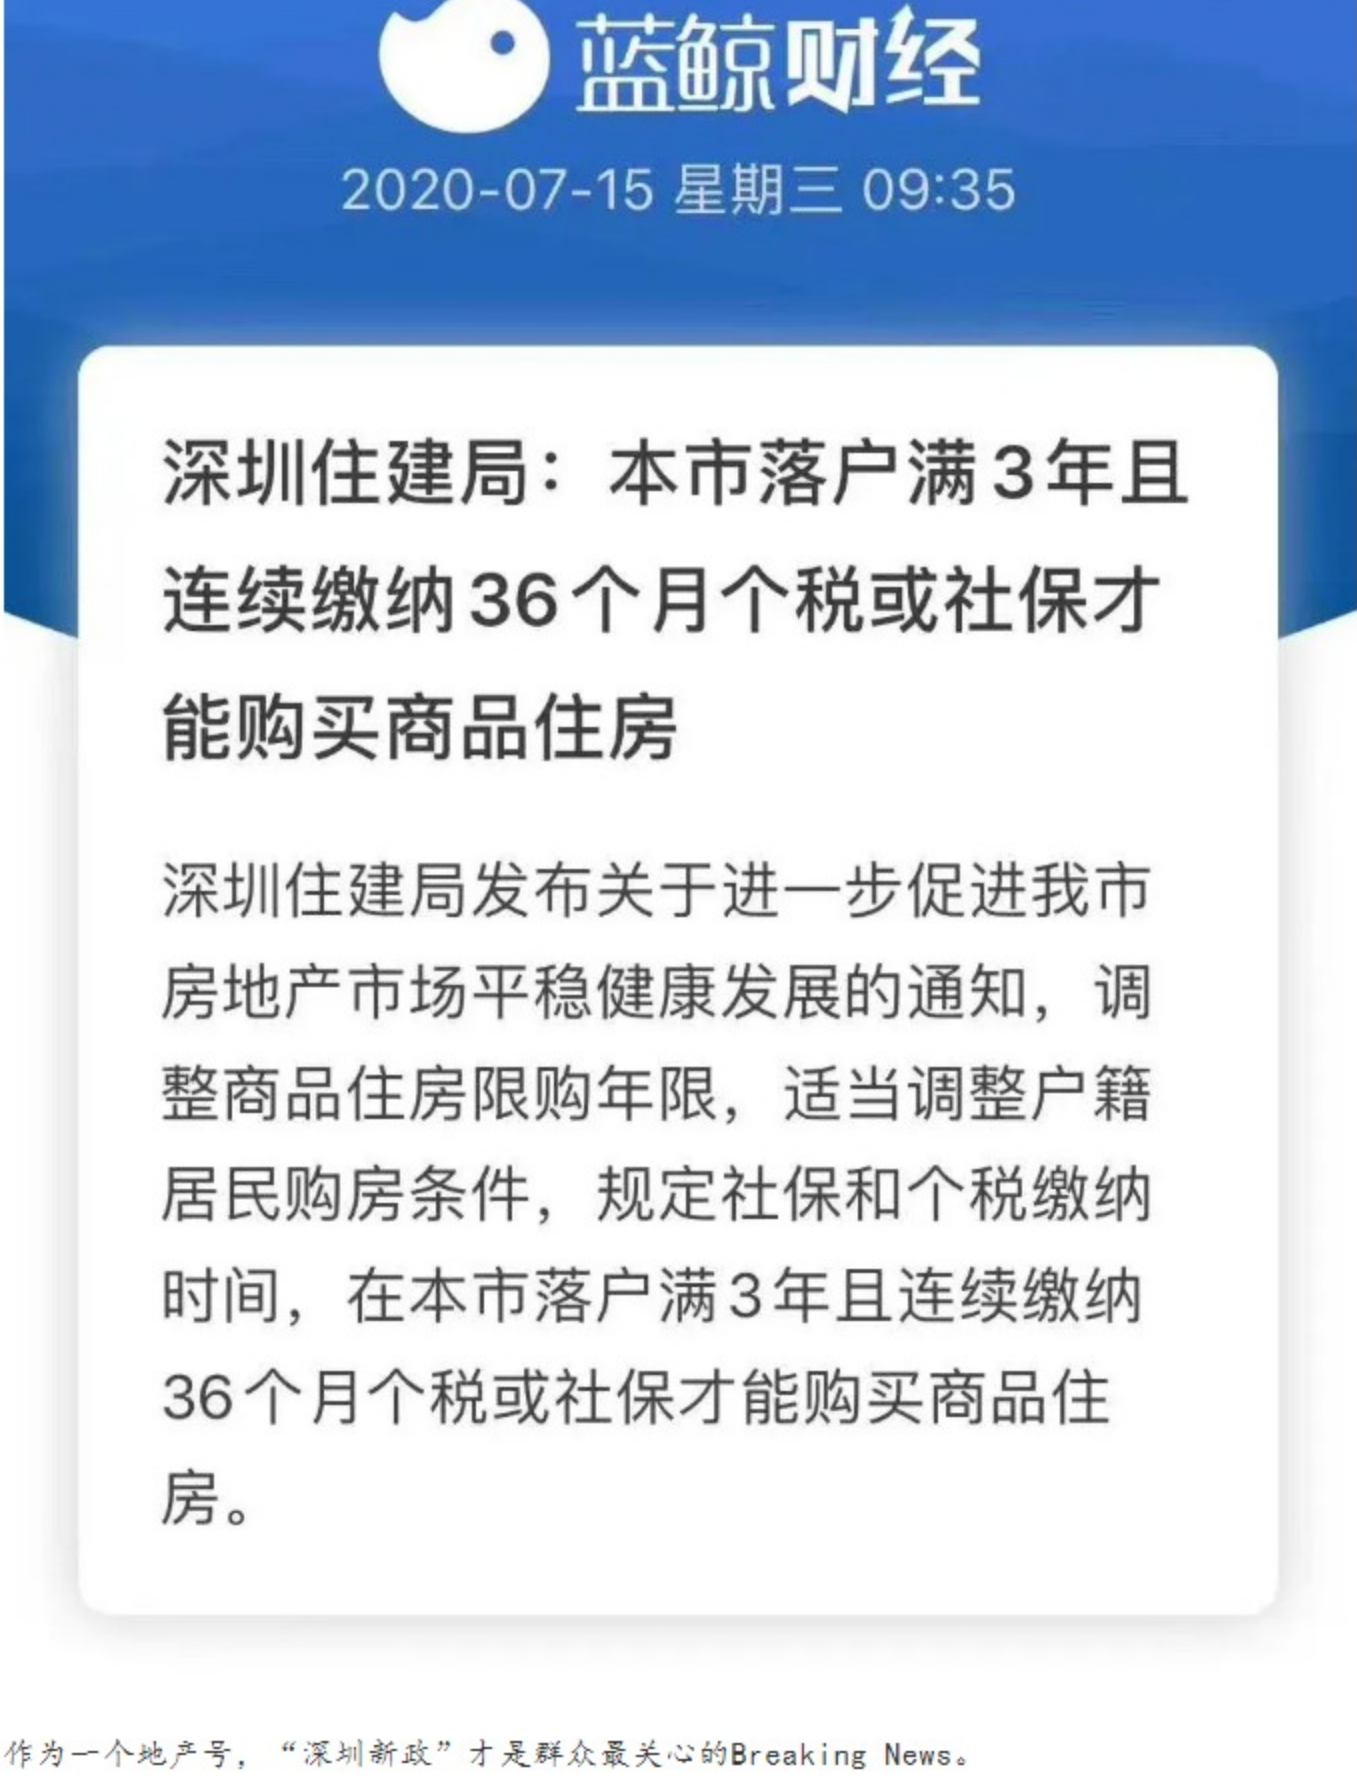 蓝鲸财经
2020-07-15 星期三 09:35
深圳住建局：本市落户满3年且
连续缴纳36个月个税或社保才
能购买商品住房
深圳住建局发布关于进一步促进我市
房地产市场平稳健康发展的通知，调
整商品住房限购年限，适当调整户籍
居民购房条件，规定社保和个税缴纳
时间，在本市落户满3年且连续缴纳
36个月个税或社保才能购买商品住
房。
作为一个地产号，“深圳新政”才是群众最关心的Breaking News。